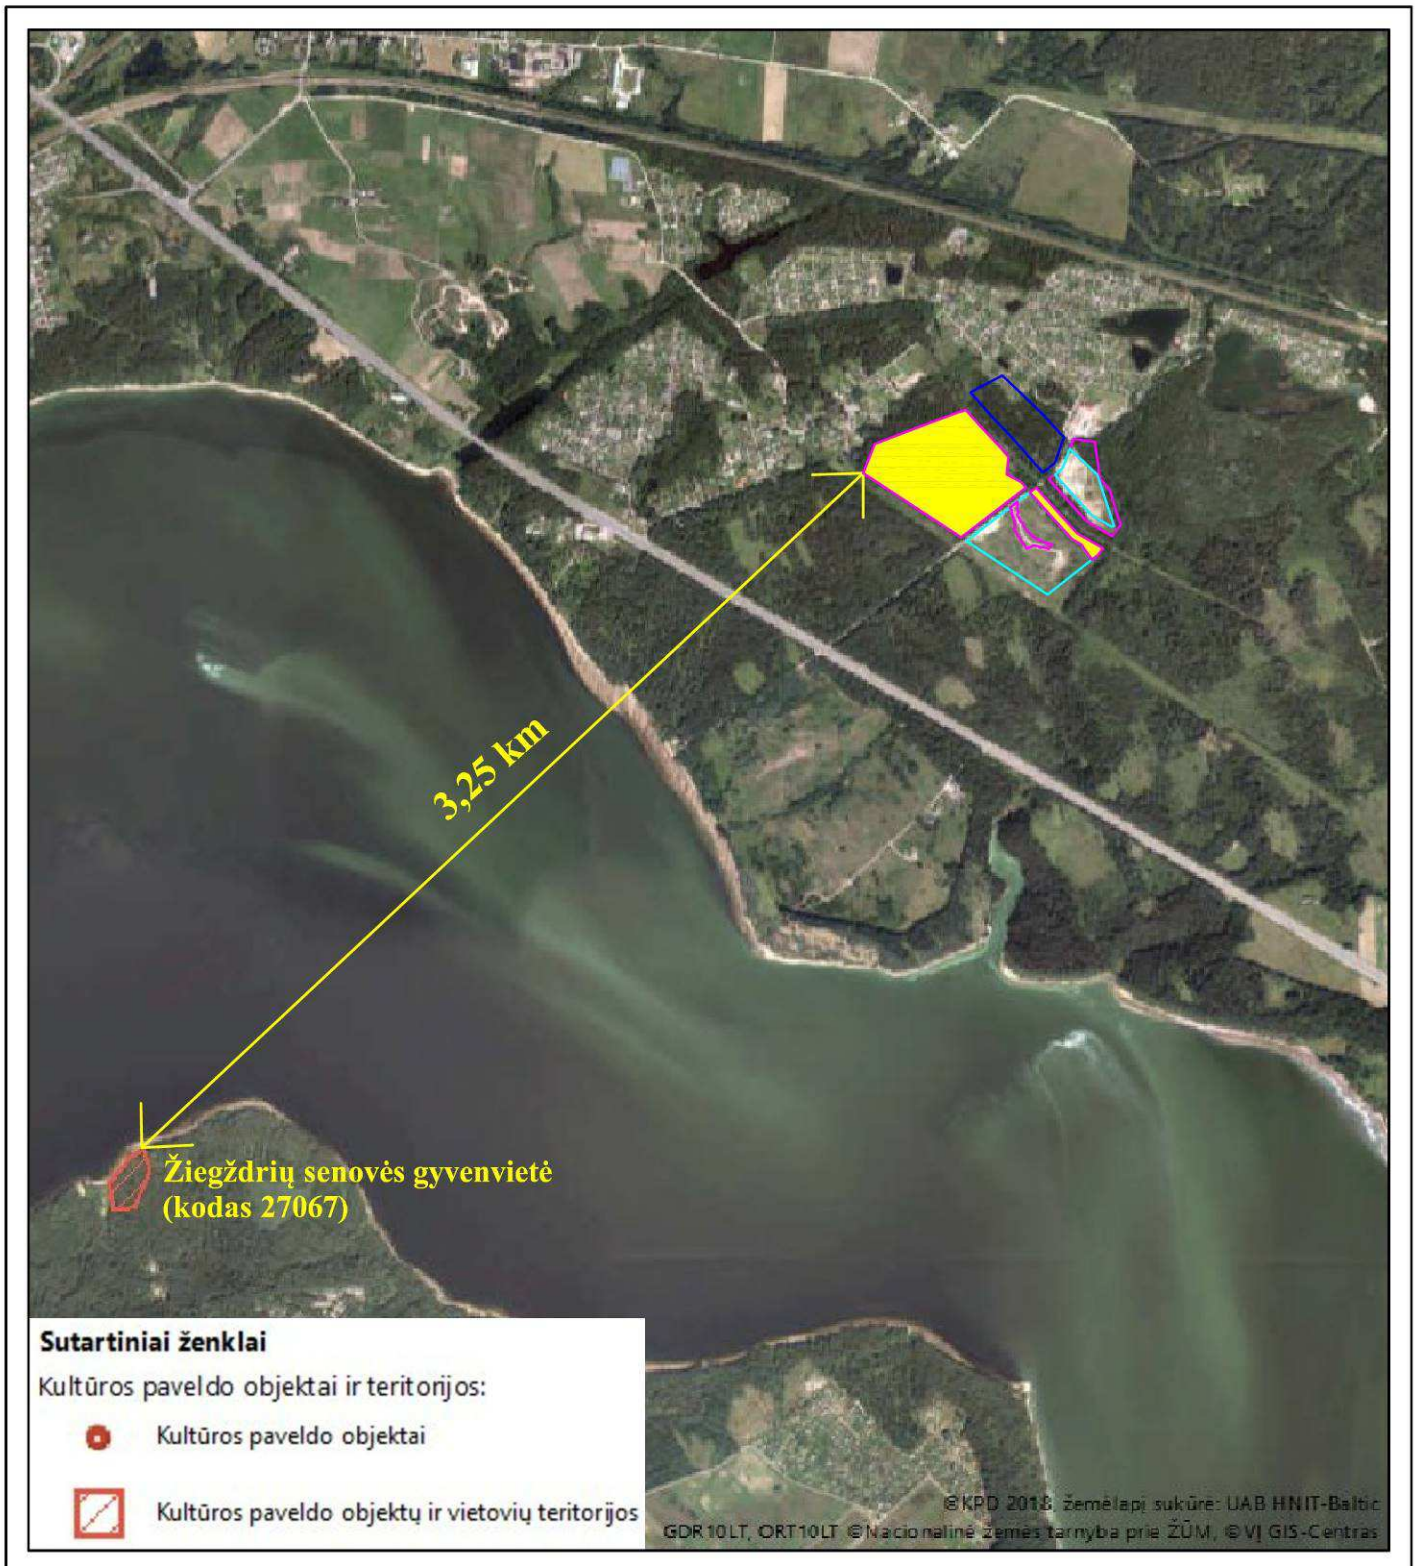 3,25 km
Žiegždrių senovės gyvenvietė
(kodas 27067)
Sutartiniai ženklai
Kultūros paveldo objektai ir teritorijos:
Kultūros paveldo objektai
Kultūros paveldo objektų ir vietovių teritorijos
©KPD 2018, žemėlapį sukūrė: UAB HNIT-Baltic
GDR10LT, ORT10LT ©Nacionalinė žemės tarnyba prie ŽŪM, ©VĮ GIS-Centras